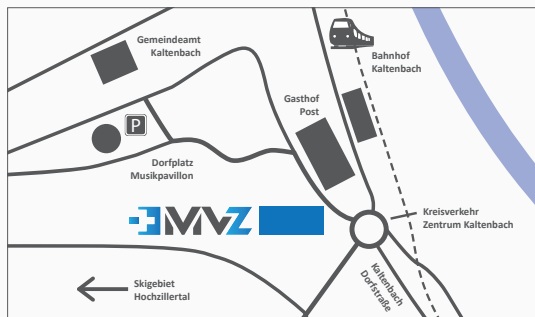 Gemeindeamt
Kaltenbach
Bahnhof
Kaltenbach
Gasthof
Post
P
Dorfplatz
Musikpavillon
MVZ
Kreisverkehr
Zentrum Kaltenbach
Kaltenbach
Dorfstraße
Skigebiet
Hochzillertal